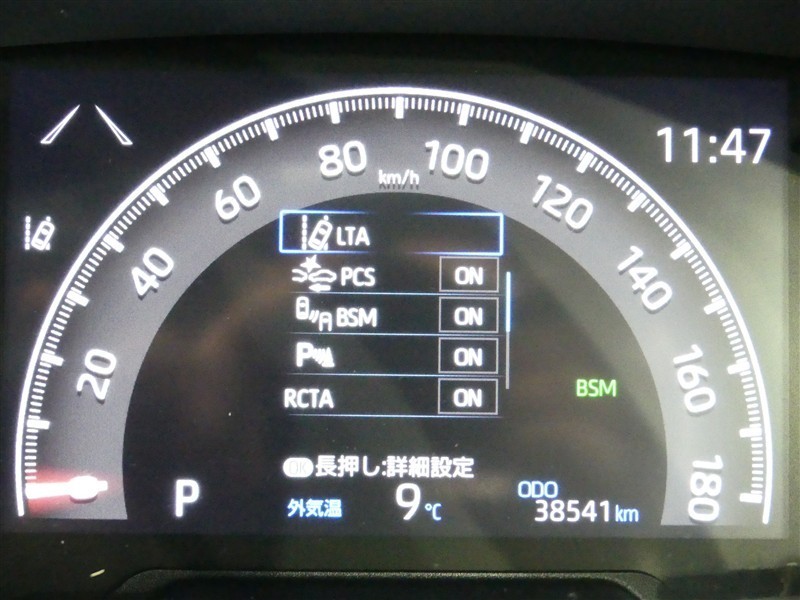 11:47
20
40
60
80
100
120
140
160
180
km/h
LTA
PCS ON
BSM ON
P ON
RCTA ON
BSM
OK 長押し:詳細設定
P
外気温 9℃
ODO
38541 km